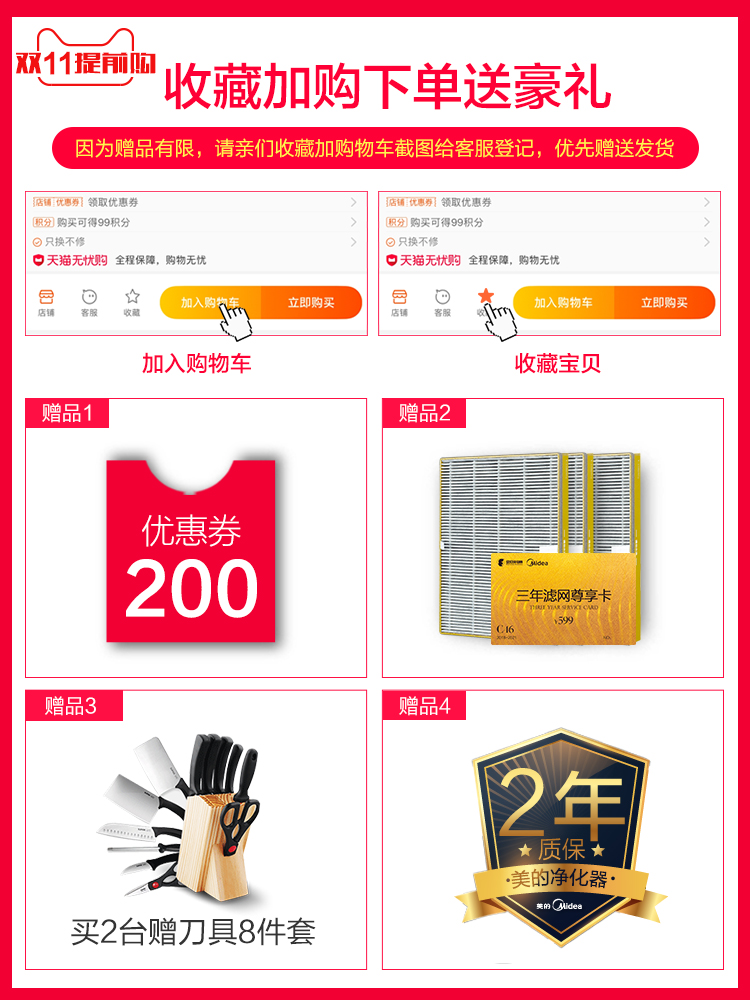 双11提前购
收藏加购下单送豪礼
因为赠品有限，请亲们收藏加购物车截图给客服登记，优先赠送发货
店铺 优惠券 领取优惠券
积分 购买可得99积分
只换不修
天猫无忧购 全程保障，购物无忧
店铺 客服 收藏 加入购物车 立即购买
加入购物车
店铺 优惠券 领取优惠券
积分 购买可得99积分
只换不修
天猫无忧购 全程保障，购物无忧
店铺 客服 收 加入购物车 立即购买
收藏宝贝
赠品1
优惠券
200
赠品2
Midea
三年滤网尊享卡
THREE YEAR SERVICE CARD
¥599
C46
赠品3
买2台赠刀具8件套
赠品4
2年
质保
·美的净化器·
美的 Midea